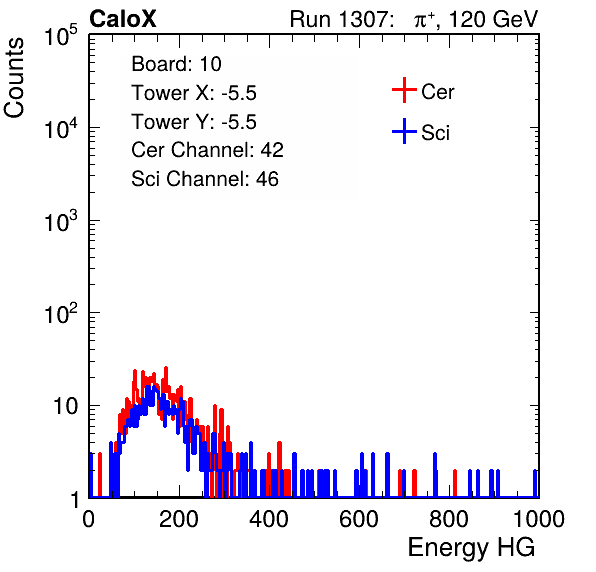 CaloX Run 1307: π⁺, 120 GeV
Counts
Board: 10
Tower X: -5.5
Tower Y: -5.5
Cer Channel: 42
Sci Channel: 46
Cer
Sci
10⁵
10⁴
10³
10²
10
1
0 200 400 600 800 1000
Energy HG